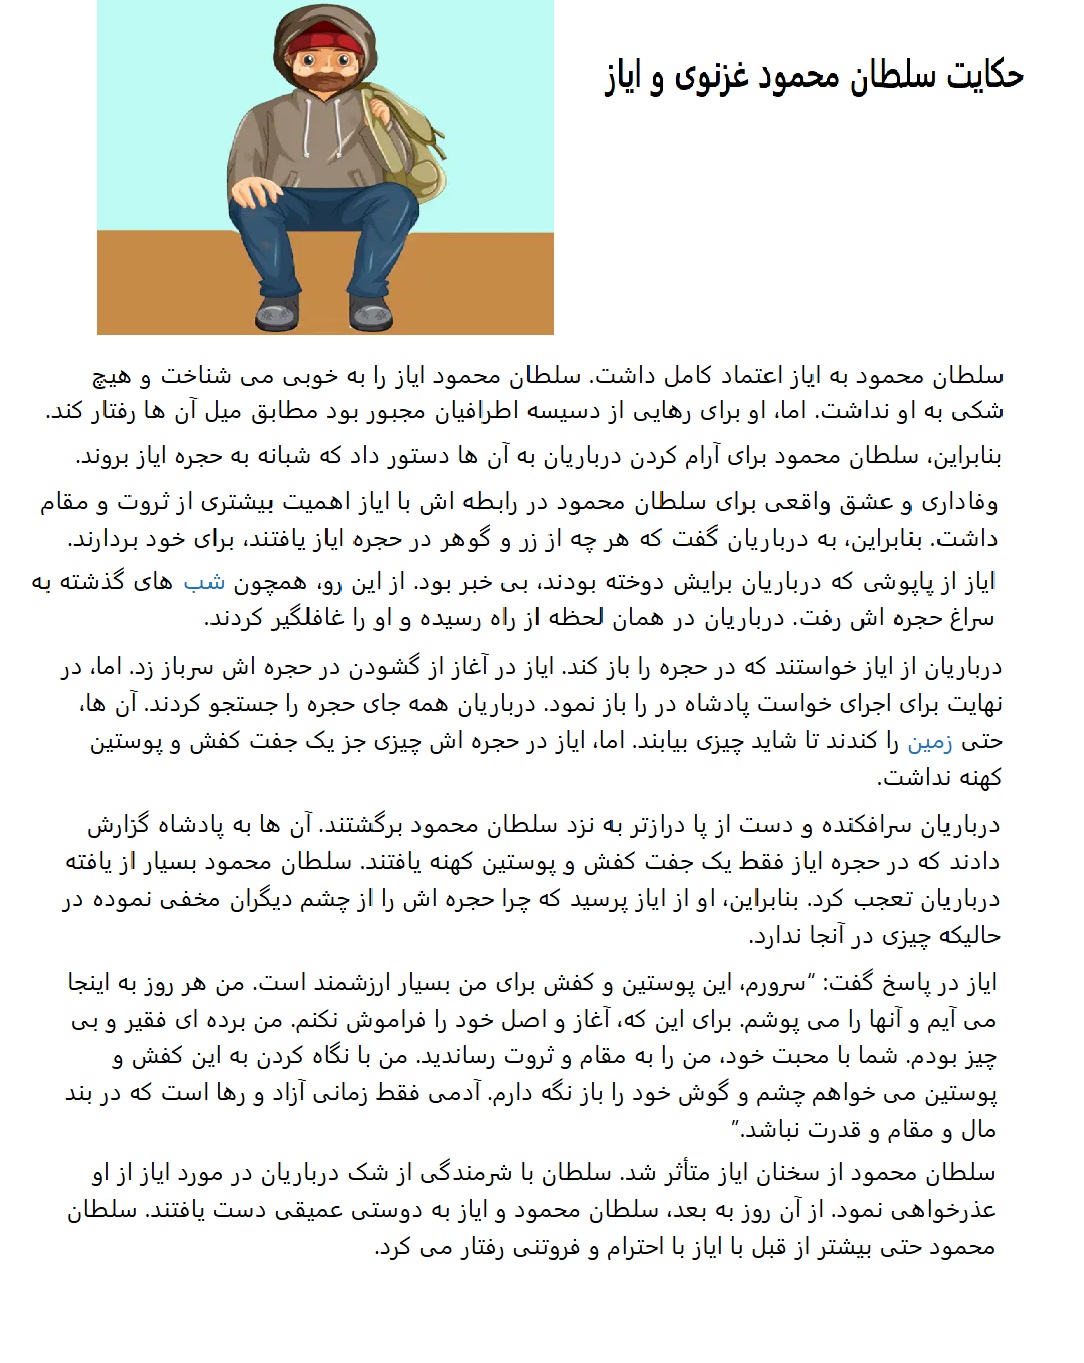 حکایت سلطان محمود غزنوی و ایاز
سلطان محمود به ایاز اعتماد کامل داشت. سلطان محمود ایاز را به خوبی می شناخت و هیچ
شکی به او نداشت. اما، او برای رهایی از دسیسه اطرافیان مجبور بود مطابق میل آن ها رفتار کند.
بنابراین، سلطان محمود برای آرام کردن درباریان به آن ها دستور داد که شبانه به حجره ایاز بروند.
وفاداری و عشق واقعی برای سلطان محمود در رابطه اش با ایاز اهمیت بیشتری از ثروت و مقام
داشت. بنابراین، به درباریان گفت که هر چه از زر و گوهر در حجره ایاز یافتند، برای خود بردارند.
ایاز از پاپوشی که درباریان برایش دوخته بودند، بی خبر بود. از این رو، همچون شب های گذشته به
سراغ حجره اش رفت. درباریان در همان لحظه از راه رسیده و او را غافلگیر کردند.
درباریان از ایاز خواستند که در حجره را باز کند. ایاز در آغاز از گشودن در حجره اش سرباز زد. اما، در
نهایت برای اجرای خواست پادشاه در را باز نمود. درباریان همه جای حجره را جستجو کردند. آن ها،
حتی زمین را کندند تا شاید چیزی بیابند. اما، ایاز در حجره اش چیزی جز یک جفت کفش و پوستین
کهنه نداشت.
درباریان سرافکنده و دست از پا درازتر به نزد سلطان محمود برگشتند. آن ها به پادشاه گزارش
دادند که در حجره ایاز فقط یک جفت کفش و پوستین کهنه یافتند. سلطان محمود بسیار از یافته
درباریان تعجب کرد. بنابراین، او از ایاز پرسید که چرا حجره اش را از چشم دیگران مخفی نموده در
حالیکه چیزی در آنجا ندارد.
ایاز در پاسخ گفت: “سرورم، این پوستین و کفش برای من بسیار ارزشمند است. من هر روز به اینجا
می آیم و آنها را می پوشم. برای این که، آغاز و اصل خود را فراموش نکنم. من برده ای فقیر و بی
چیز بودم. شما با محبت خود، من را به مقام و ثروت رساندید. من با نگاه کردن به این کفش و
پوستین می خواهم چشم و گوش خود را باز نگه دارم. آدمی فقط زمانی آزاد و رها است که در بند
مال و مقام و قدرت نباشد.”
سلطان محمود از سخنان ایاز متأثر شد. سلطان با شرمندگی از شک درباریان در مورد ایاز از او
عذرخواهی نمود. از آن روز به بعد، سلطان محمود و ایاز به دوستی عمیقی دست یافتند. سلطان
محمود حتی بیشتر از قبل با ایاز با احترام و فروتنی رفتار می کرد.